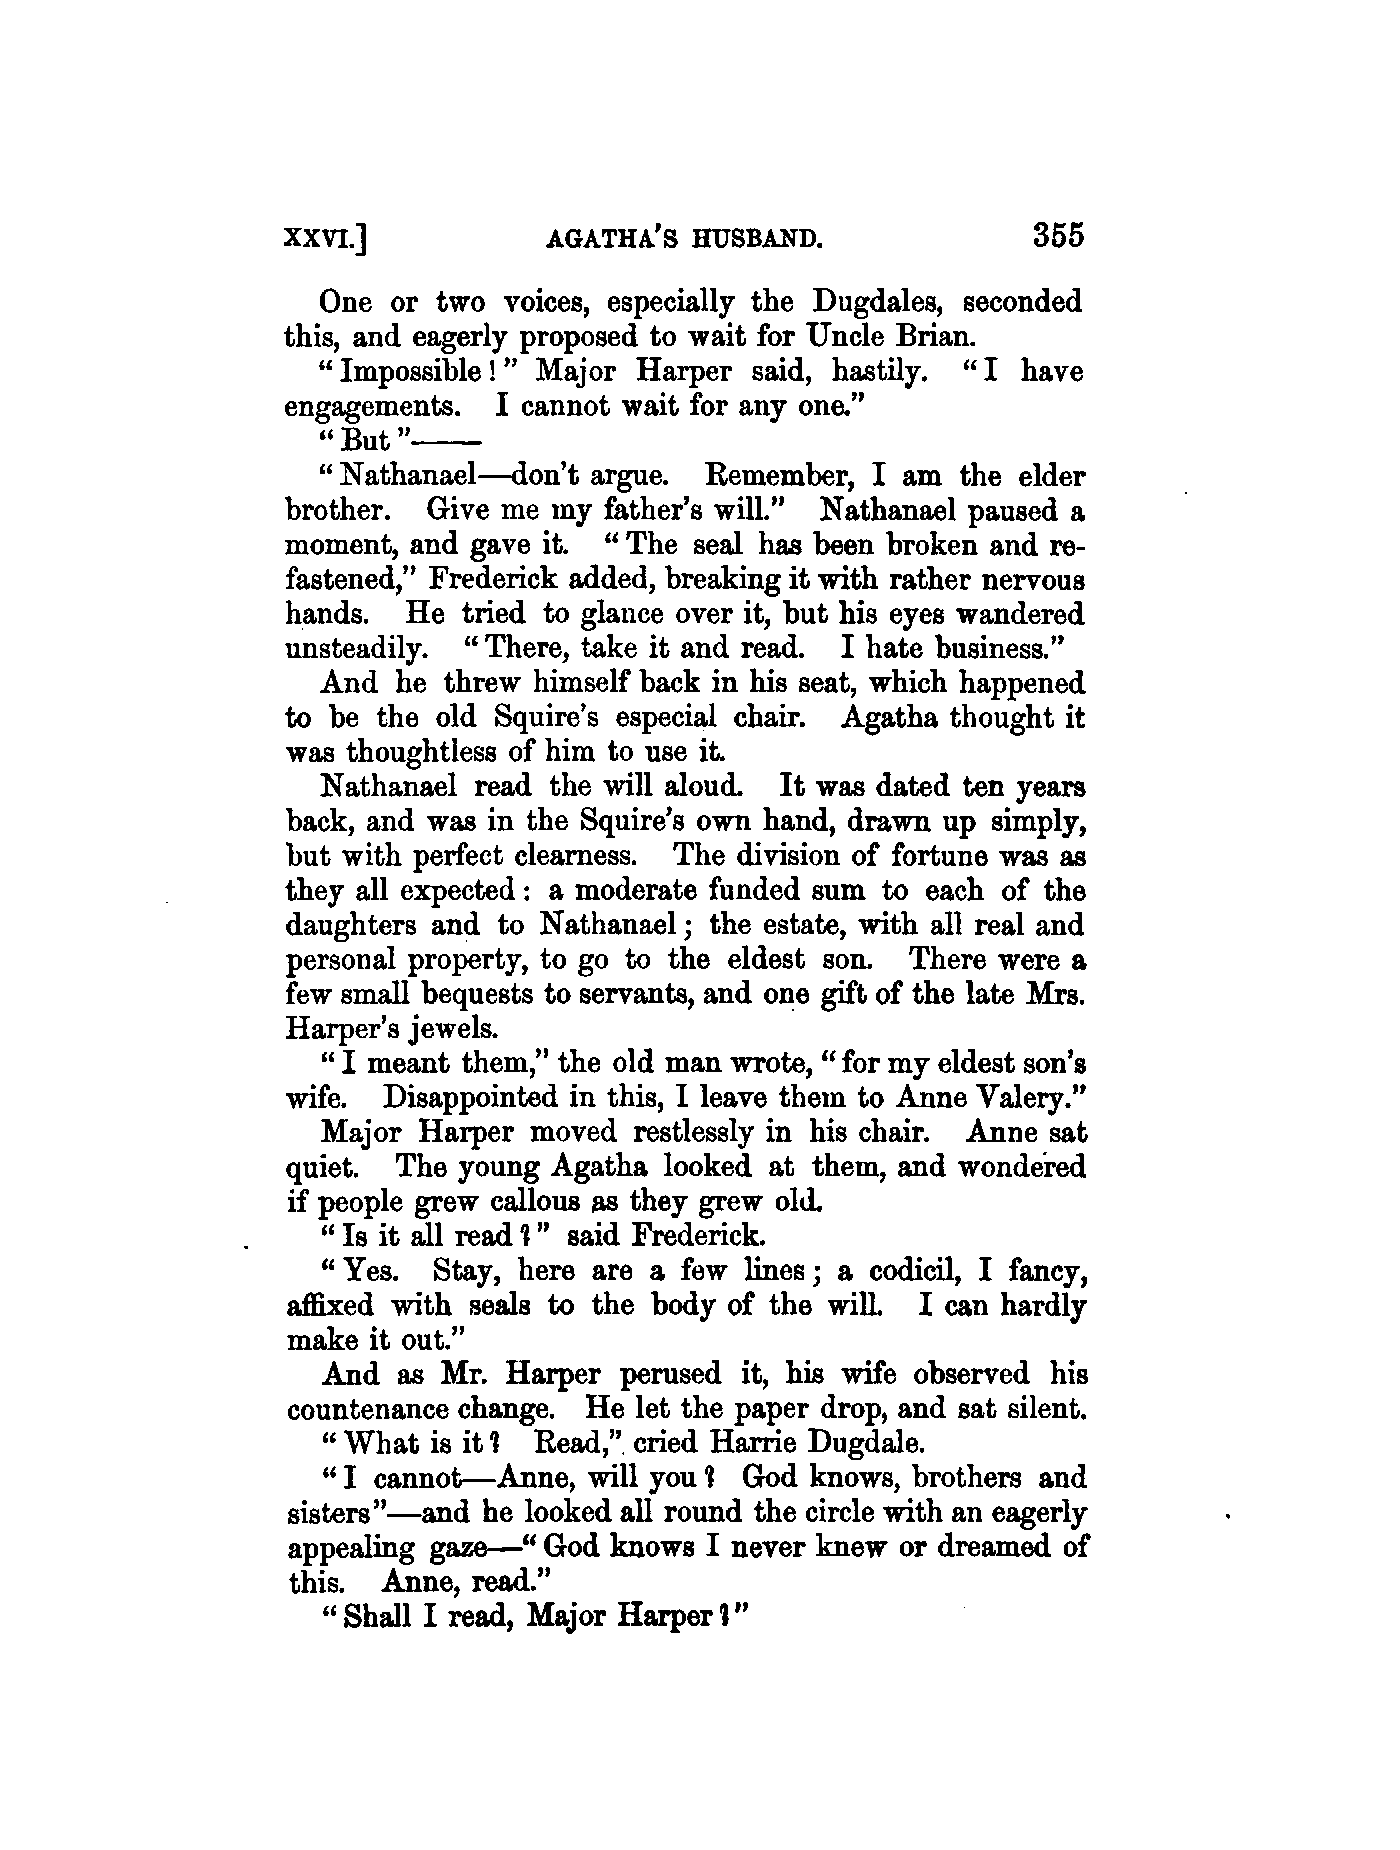 XXVI.] AGATHA'S HUSBAND. 355
One or two voices, especially the Dugdales, seconded
this, and eagerly proposed to wait for Uncle Brian.
"Impossible!" Major Harper said, hastily. "I have
engagements. I cannot wait for any one."
"But"——
"Nathanael—don't argue. Remember, I am the elder
brother. Give me my father's will." Nathanael paused a
moment, and gave it. "The seal has been broken and re-
fastened," Frederick added, breaking it with rather nervous
hands. He tried to glance over it, but his eyes wandered
unsteadily. "There, take it and read. I hate business."
And he threw himself back in his seat, which happened
to be the old Squire's especial chair. Agatha thought it
was thoughtless of him to use it.
Nathanael read the will aloud. It was dated ten years
back, and was in the Squire's own hand, drawn up simply,
but with perfect clearness. The division of fortune was as
they all expected: a moderate funded sum to each of the
daughters and to Nathanael; the estate, with all real and
personal property, to go to the eldest son. There were a
few small bequests to servants, and one gift of the late Mrs.
Harper's jewels.
"I meant them," the old man wrote, "for my eldest son's
wife. Disappointed in this, I leave them to Anne Valery."
Major Harper moved restlessly in his chair. Anne sat
quiet. The young Agatha looked at them, and wondered
if people grew callous as they grew old.
"Is it all read?" said Frederick.
"Yes. Stay, here are a few lines; a codicil, I fancy,
affixed with seals to the body of the will. I can hardly
make it out."
And as Mr. Harper perused it, his wife observed his
countenance change. He let the paper drop, and sat silent.
"What is it? Read," cried Harrie Dugdale.
"I cannot—Anne, will you? God knows, brothers and
sisters"—and he looked all round the circle with an eagerly
appealing gaze—"God knows I never knew or dreamed of
this. Anne, read."
"Shall I read, Major Harper?"